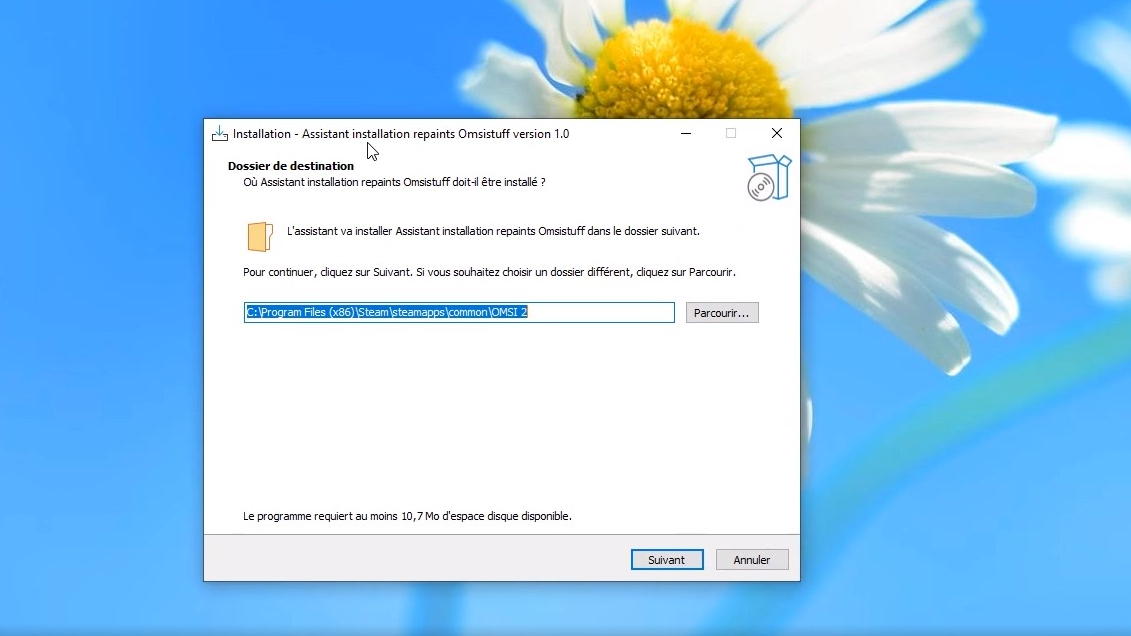 Installation - Assistant installation repaints Omsistuff version 1.0
Dossier de destination
Où Assistant installation repaints Omsistuff doit-il être installé ?
L'assistant va installer Assistant installation repaints Omsistuff dans le dossier suivant.
Pour continuer, cliquez sur Suivant. Si vous souhaitez choisir un dossier différent, cliquez sur Parcourir.
C:\Program Files (x86)\Steam\steamapps\common\OMSI 2
Parcourir...
Le programme requiert au moins 10,7 Mo d'espace disque disponible.
Suivant
Annuler